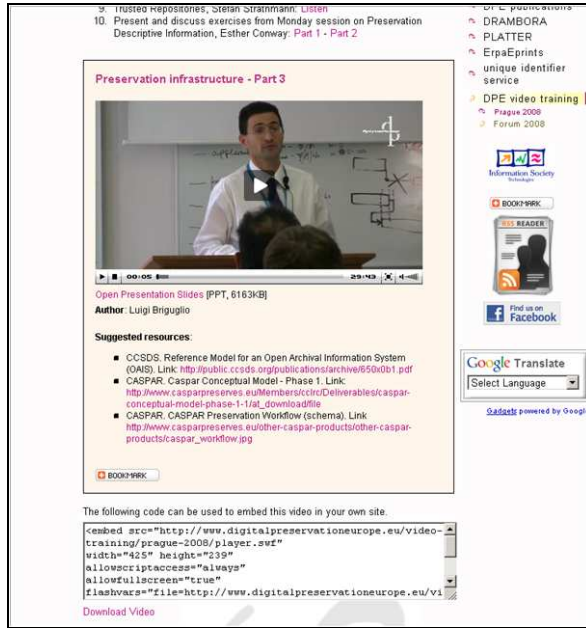 9. Trusted Repositories, Stefan Strathmann: Listen
10. Present and discuss exercises from Monday session on Preservation
Descriptive Information, Esther Conway: Part 1 - Part 2
Preservation infrastructure - Part 3
dp
00:05
29:43
Open Presentation Slides [PPT, 6163KB]
Author: Luigi Briguglio
Suggested resources:
CCSDS. Reference Model for an Open Archival Information System
(OAIS). Link: http://public.ccsds.org/publications/archive/650x0b1.pdf
CASPAR. Caspar Conceptual Model - Phase 1. Link:
http://www.casparpreserves.eu/Members/cclrc/Deliverables/caspar-
conceptual-model-phase-1-1/at_download/file
CASPAR. CASPAR Preservation Workflow (schema). Link
http://www.casparpreserves.eu/other-caspar-products/other-caspar-
products/caspar_workflow.jpg
BOOKMARK
The following code can be used to embed this video in your own site.
<embed src="http://www.digitalpreservationeurope.eu/video-
training/prague-2008/player.swf"
width="425" height="239"
allowscriptaccess="always"
allowfullscreen="true"
flashvars="file=http://www.digitalpreservationeurope.eu/vi
Download Video
DPE publications
DRAMBORA
PLATTER
ErpaEprints
unique identifier
service
DPE video training
Prague 2008
Forum 2008
Information Society
Technologies
BOOKMARK
RSS READER
Find us on
Facebook
Google Translate
Select Language
Gadgets powered by Googl